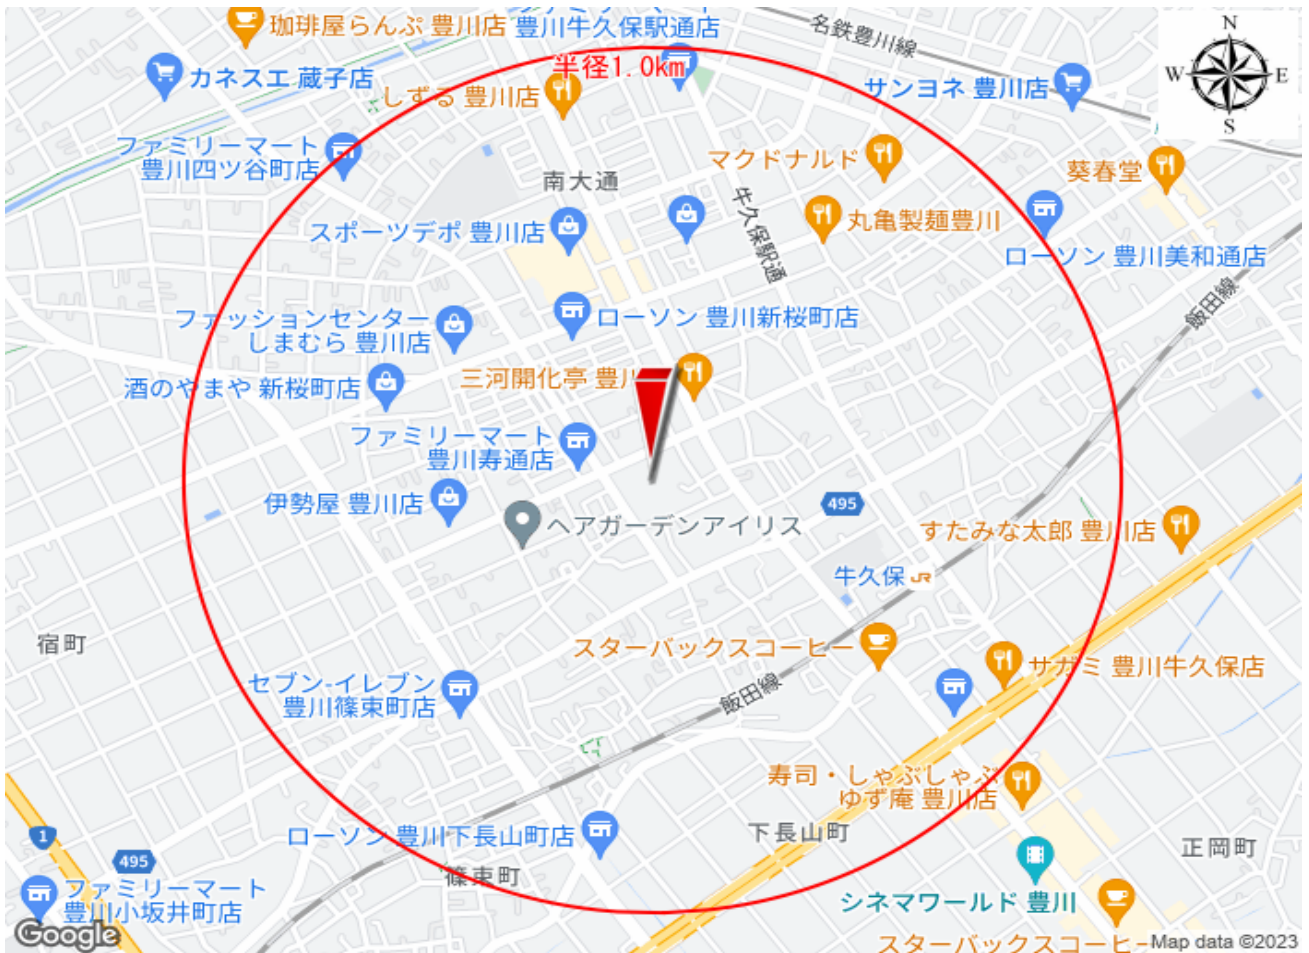 ファミリーマート
豊川牛久保駅通店
珈琲屋らんぷ 豊川店
名鉄豊川線
N
W
E
S
半径1.0km
カネスエ 蔵子店
しずる 豊川店
サンヨネ 豊川店
ファミリーマート
豊川四ツ谷町店
マクドナルド
葵春堂
南大通
牛久保駅通
丸亀製麺豊川
スポーツデポ 豊川店
ローソン 豊川美和通店
飯田線
ファッションセンター
しまむら 豊川店
ローソン 豊川新桜町店
酒のやまや 新桜町店
三河開化亭 豊川
ファミリーマート
豊川寿通店
伊勢屋 豊川店
495
ヘアガーデンアイリス
すたみな太郎 豊川店
牛久保
JR
宿町
スターバックスコーヒー
サガミ 豊川牛久保店
セブン-イレブン
豊川篠束町店
飯田線
寿司・しゃぶしゃぶ
ゆず庵 豊川店
ローソン 豊川下長山町店
下長山町
正岡町
1
495
篠束町
ファミリーマート
豊川小坂井町店
シネマワールド 豊川
スターバックスコーヒー
Google
Map data ©2023